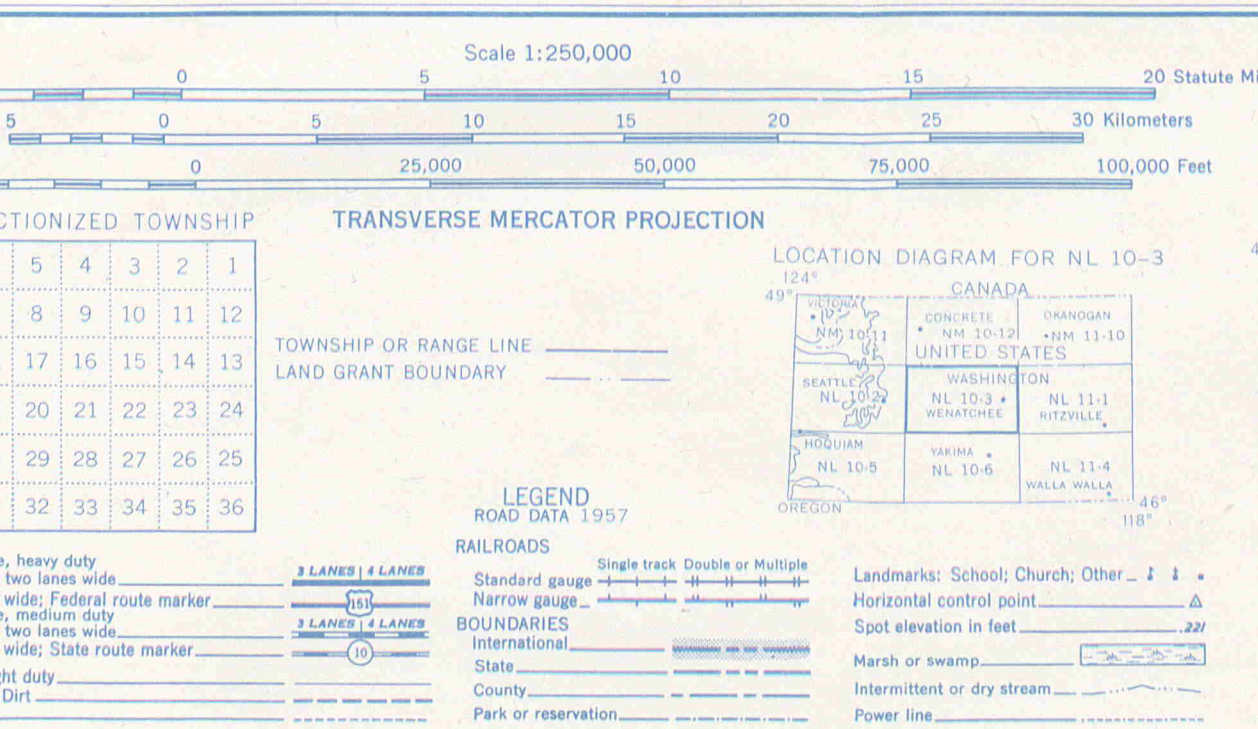 Scale 1:250,000
0 5 10 15 20 Statute Mi
5 0 5 10 15 20 25 30 Kilometers
0 25,000 50,000 75,000 100,000 Feet
CTIONIZED TOWNSHIP
5 4 3 2 1
8 9 10 11 12
17 16 15 14 13
20 21 22 23 24
29 28 27 26 25
32 33 34 35 36
TRANSVERSE MERCATOR PROJECTION
TOWNSHIP OR RANGE LINE
LAND GRANT BOUNDARY
LOCATION DIAGRAM FOR NL 10-3
124°
49°
CANADA
VICTORIA
NM 10-11
CONCRETE
NM 10-12
OKANOGAN
NM 11-10
UNITED STATES
SEATTLE
NL 10-2
WASHINGTON
NL 10-3
WENATCHEE
NL 11-1
RITZVILLE
HOQUIAM
NL 10-5
YAKIMA
NL 10-6
NL 11-4
WALLA WALLA
OREGON
46°
118°
4
LEGEND
ROAD DATA 1957
e, heavy duty
two lanes wide
3 LANES | 4 LANES
wide; Federal route marker
151
e, medium duty
two lanes wide
3 LANES | 4 LANES
wide; State route marker
10
ght duty
Dirt
RAILROADS
Single track Double or Multiple
Standard gauge
Narrow gauge
BOUNDARIES
International
State
County
Park or reservation
Landmarks: School; Church; Other
Horizontal control point
Spot elevation in feet .221
Marsh or swamp
Intermittent or dry stream
Power line